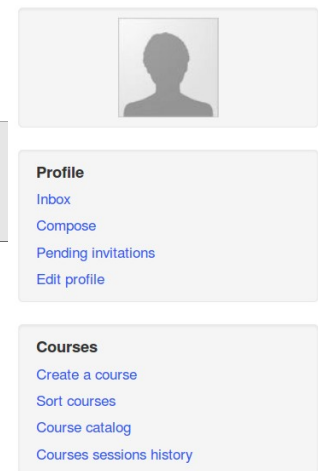 Profile
Inbox
Compose
Pending invitations
Edit profile
Courses
Create a course
Sort courses
Course catalog
Courses sessions history